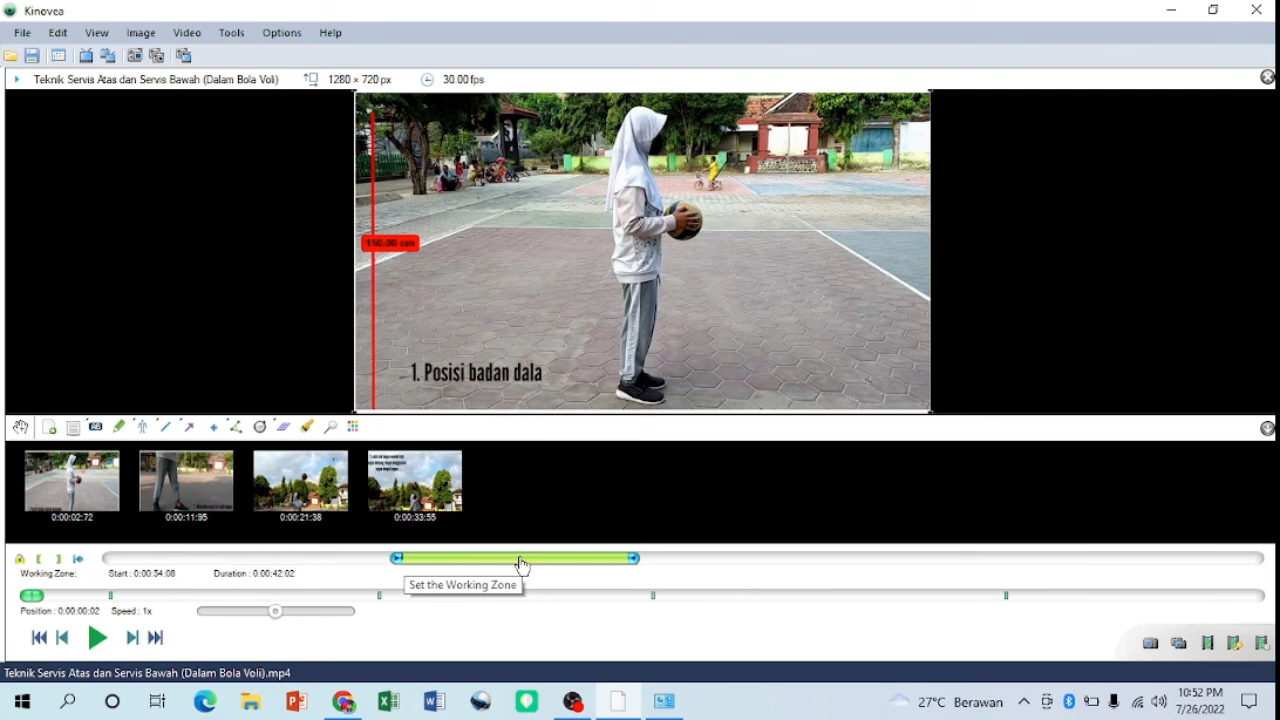 Kinovea
File Edit View Image Video Tools Options Help
Teknik Servis Atas dan Servis Bawah (Dalam Bola Voli) 1280 × 720 px 30.00 fps
150.00 cm
1. Posisi badan dala
0:00:02:72 0:00:11:95 0:00:21:38 0:00:33:55
Working Zone: Start : 0:00:54:08 Duration : 0:00:42:02
Set the Working Zone
Position : 0:00:00:02 Speed : 1x
Teknik Servis Atas dan Servis Bawah (Dalam Bola Voli).mp4
27°C Berawan
10:52 PM
7/26/2022